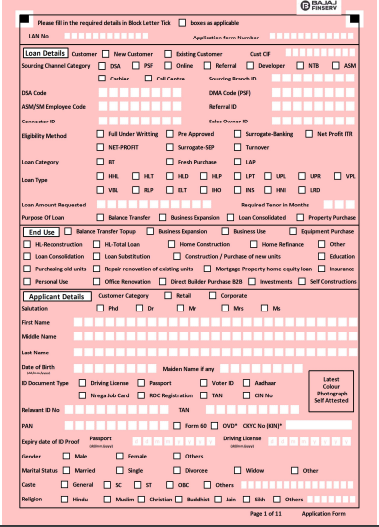 BAJAJ
FINSERV
Please fill in the required details in Block Letter Tick boxes as applicable
LAN No Application form Number
Loan Details Customer New Customer Existing Customer Cust CIF
Sourcing Channel Category DSA PSF Online Referral Developer NTB ASM
Cashier Call Centre Sourcing Branch ID
DSA Code DMA Code (PSF)
ASM/SM Employee Code Referral ID
Connector ID Sales Owner ID
Eligibility Method Full Under Writting Pre Approved Surrogate-Banking Net Profit ITR
NET-PROFIT Surrogate-SEP Turnover
Loan Category BT Fresh Purchase LAP
Loan Type HHL HLT HLD HLP LPT UPL UPR VPL
VBL RLP ELT IHO INS HNI LRD
Loan Amount Requested Required Tenor in Months
Purpose Of Loan Balance Transfer Business Expansion Loan Consolidated Property Purchase
End Use Balance Transfer Topup Business Expansion Business Use Equipment Purchase
HL-Reconstruction HL-Total Loan Home Construction Home Refinance Other
Loan Consolidation Loan Substitution Construction / Purchase of new units Education
Purchasing old units Repair renovation of existing units Mortgage Property home equity loan Insurance
Personal Use Office Renovation Direct Builder Purchase B2B Investments Self Constructions
Applicant Details Customer Category Retail Corporate
Salutation Phd Dr Mr Mrs Ms
First Name
Middle Name
Last Name
Date of Birth Maiden Name if any
ID Document Type Driving License Passport Voter ID Aadhaar
Nrega Job Card ROC Registration TAN CIN No
Latest
Colour
Photograph
Self Attested
Relevant ID No TAN
PAN Form 60 OVD* CKYC No (KIN)*
Expiry date of ID Proof Passport Driving License
Gender Male Female Others
Marital Status Married Single Divorcee Widow Other
Caste General SC ST OBC Others
Religion Hindu Muslim Christian Buddhist Jain Sikh Others
Page 1 of 11 Application Form